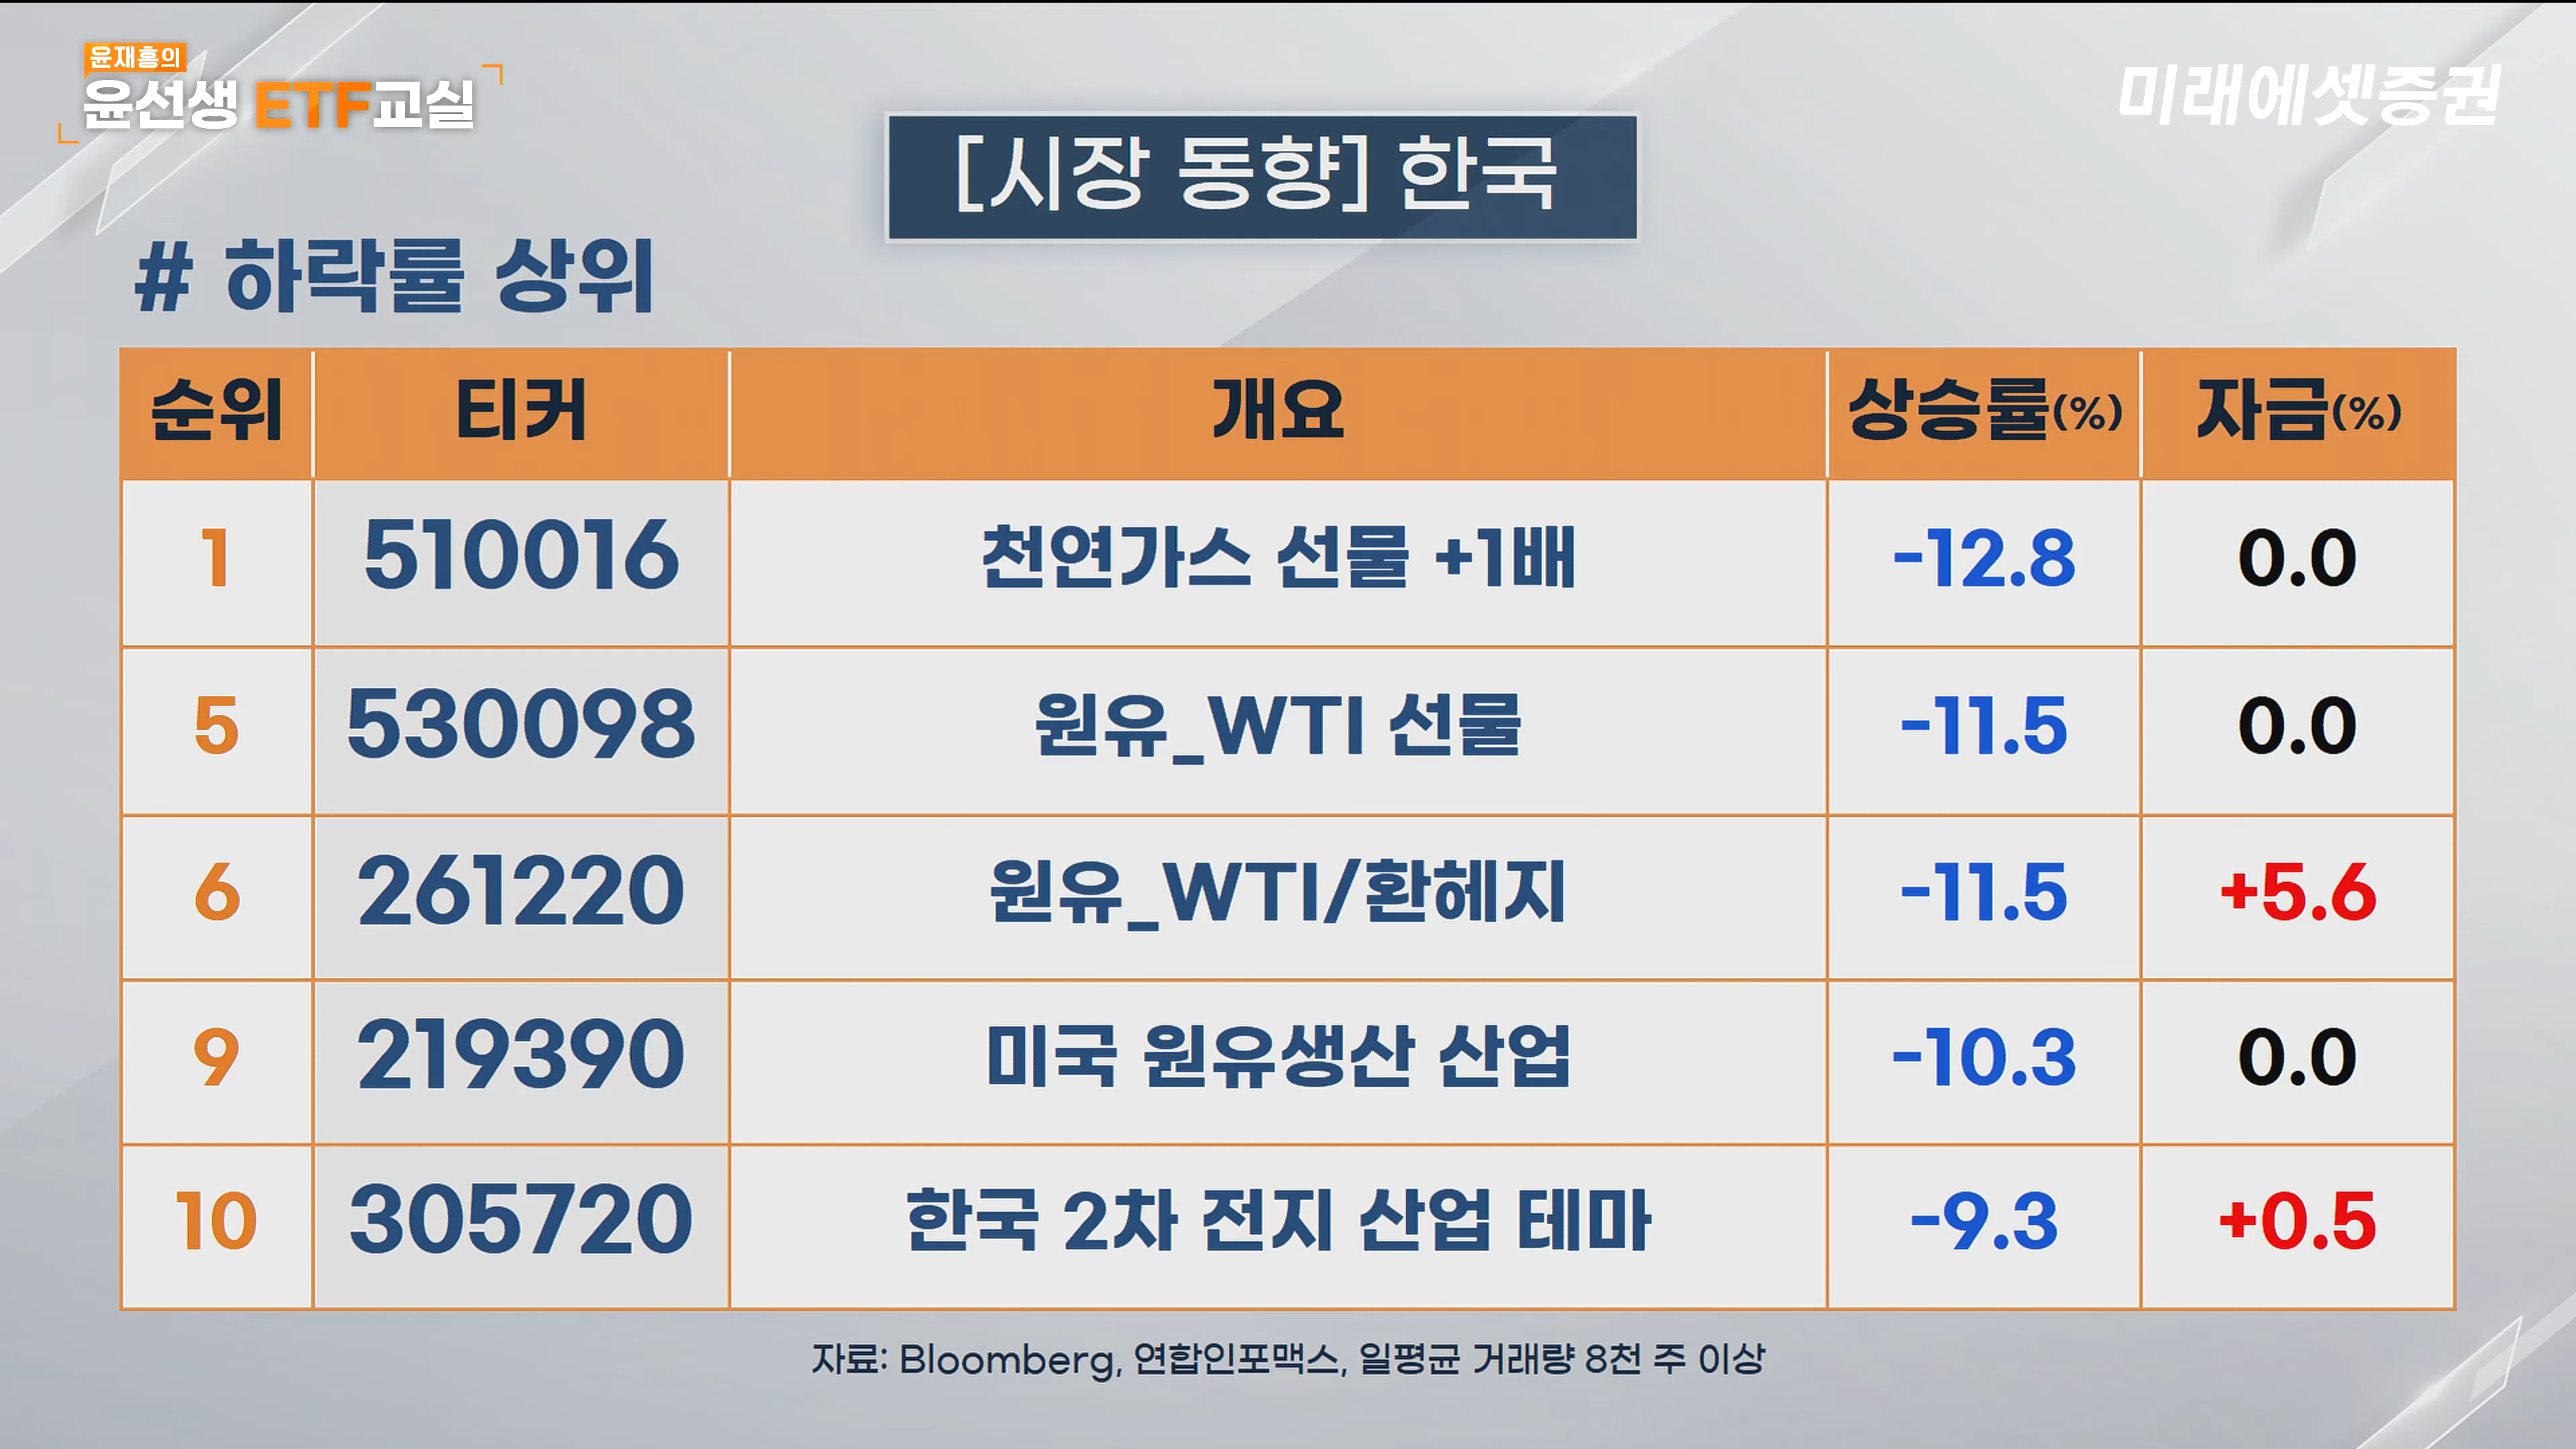 윤재홍의
윤선생 ETF교실
미래에셋증권
[시장 동향] 한국
# 하락률 상위
순위 티커 개요 상승률(%) 자금(%)
1 510016 천연가스 선물 +1배 -12.8 0.0
5 530098 원유_WTI 선물 -11.5 0.0
6 261220 원유_WTI/환헤지 -11.5 +5.6
9 219390 미국 원유생산 산업 -10.3 0.0
10 305720 한국 2차 전지 산업 테마 -9.3 +0.5
자료: Bloomberg, 연합인포맥스, 일평균 거래량 8천 주 이상